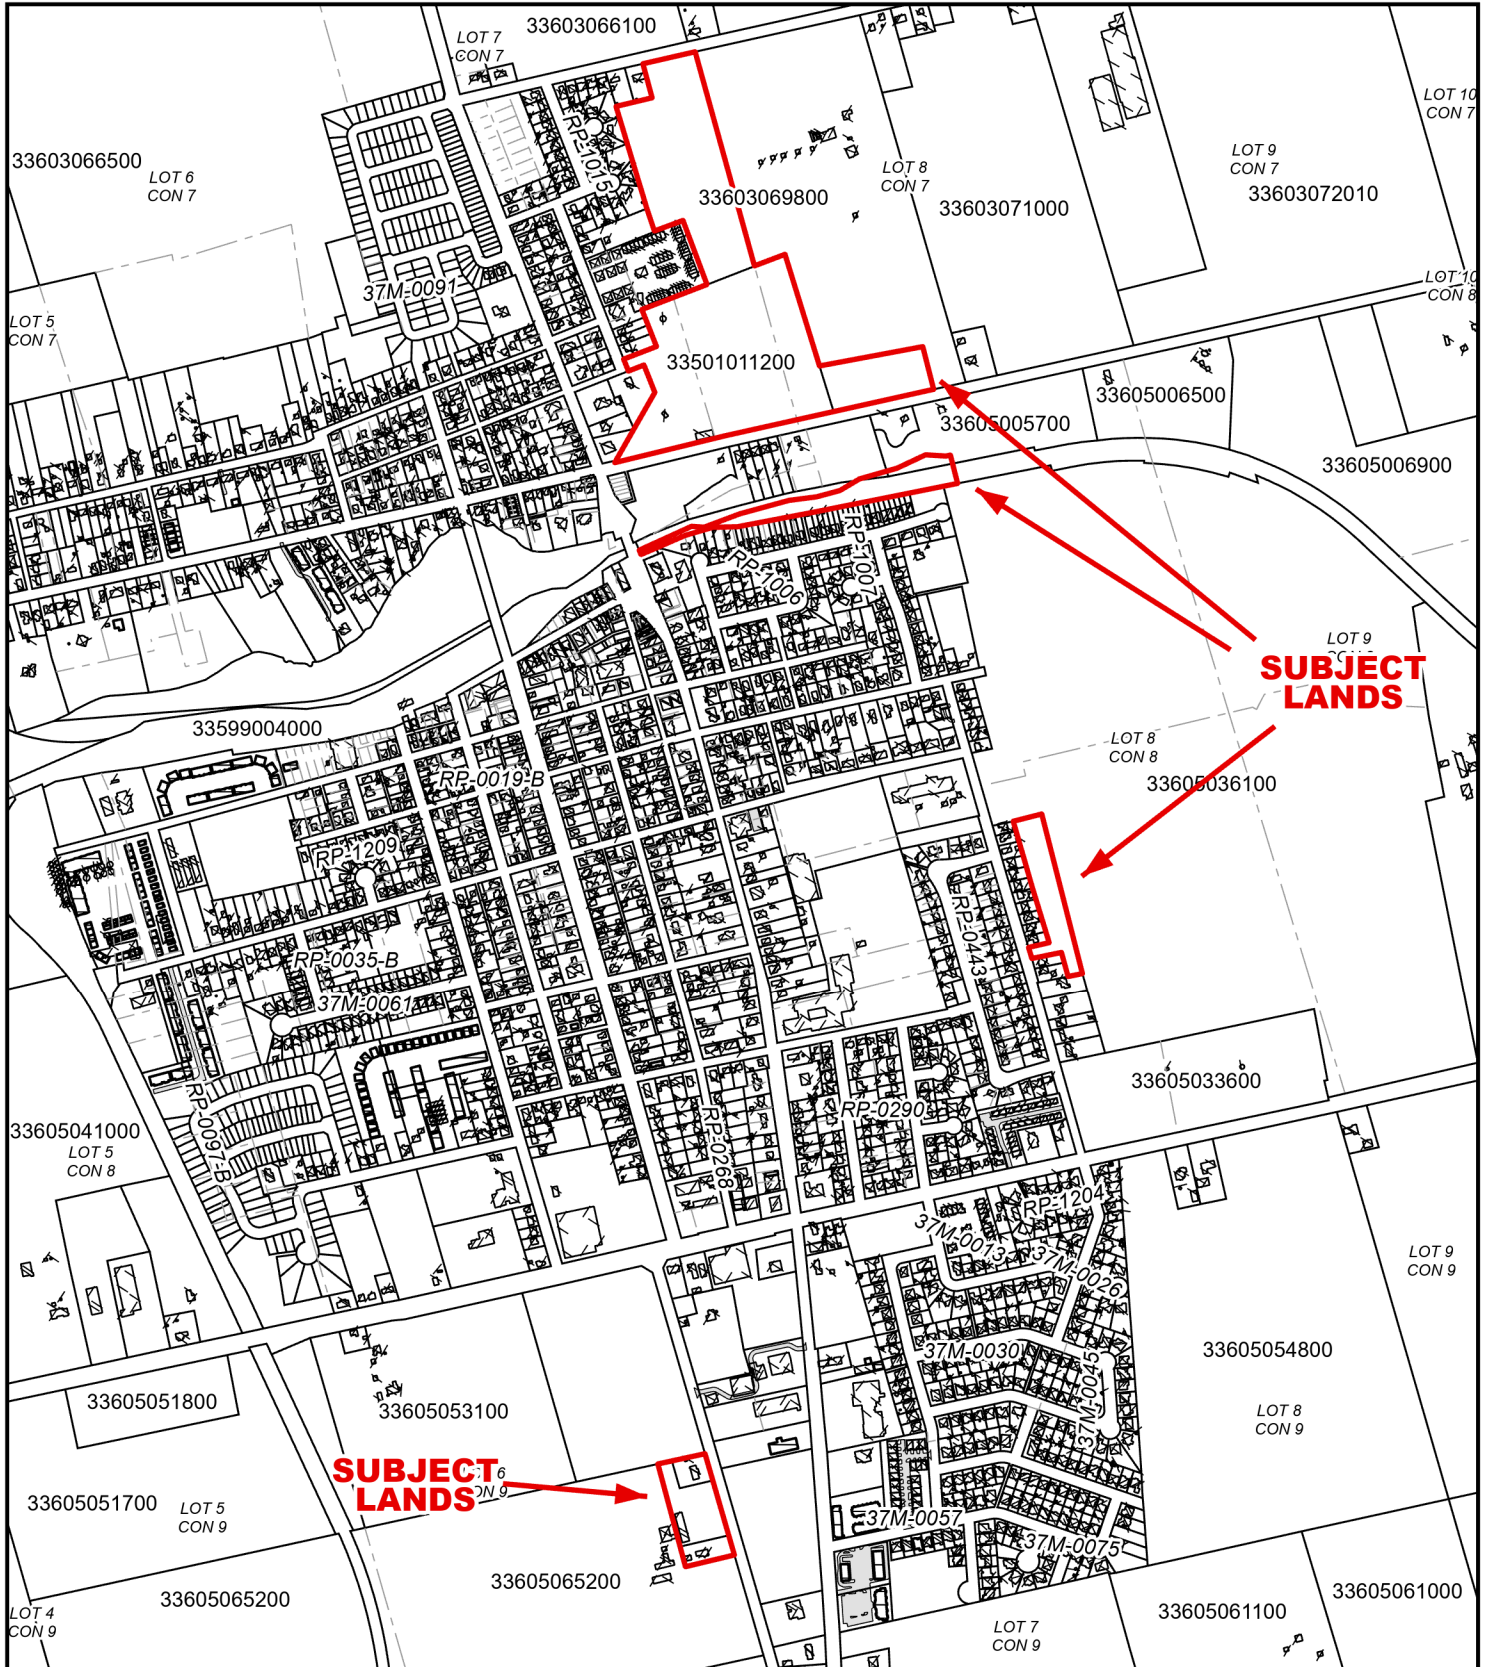 33603066100
LOT 7
CON 7
LOT 10
CON 7
33603066500
LOT 6
CON 7
RP-1015
LOT 9
CON 7
LOT 8
CON 7
33603069800
33603071000
33603072010
37M-0091
LOT 10
CON 8
LOT 5
CON 7
33501011200
33605006500
33605005700
33605006900
RP-1007
RP-1006
LOT 9
SUBJECT
LANDS
33599004000
LOT 8
CON 8
RP-0019-B
33605036100
RP-1209
RP-0443
RP-0035-B
37M-0061
33605033600
RP-0290
RP-0097-B
33605041000
LOT 5
CON 8
RP-0268
RP-1204
37M-0013
37M-0026
LOT 9
CON 9
37M-0030
33605054800
37M-0045
33605051800
33605053100
LOT 8
CON 9
SUBJECT
LANDS
6
ON 9
33605051700
LOT 5
CON 9
37M-0057
37M-0075
33605065200
33605065200
33605061000
33605061100
LOT 4
CON 9
LOT 7
CON 9